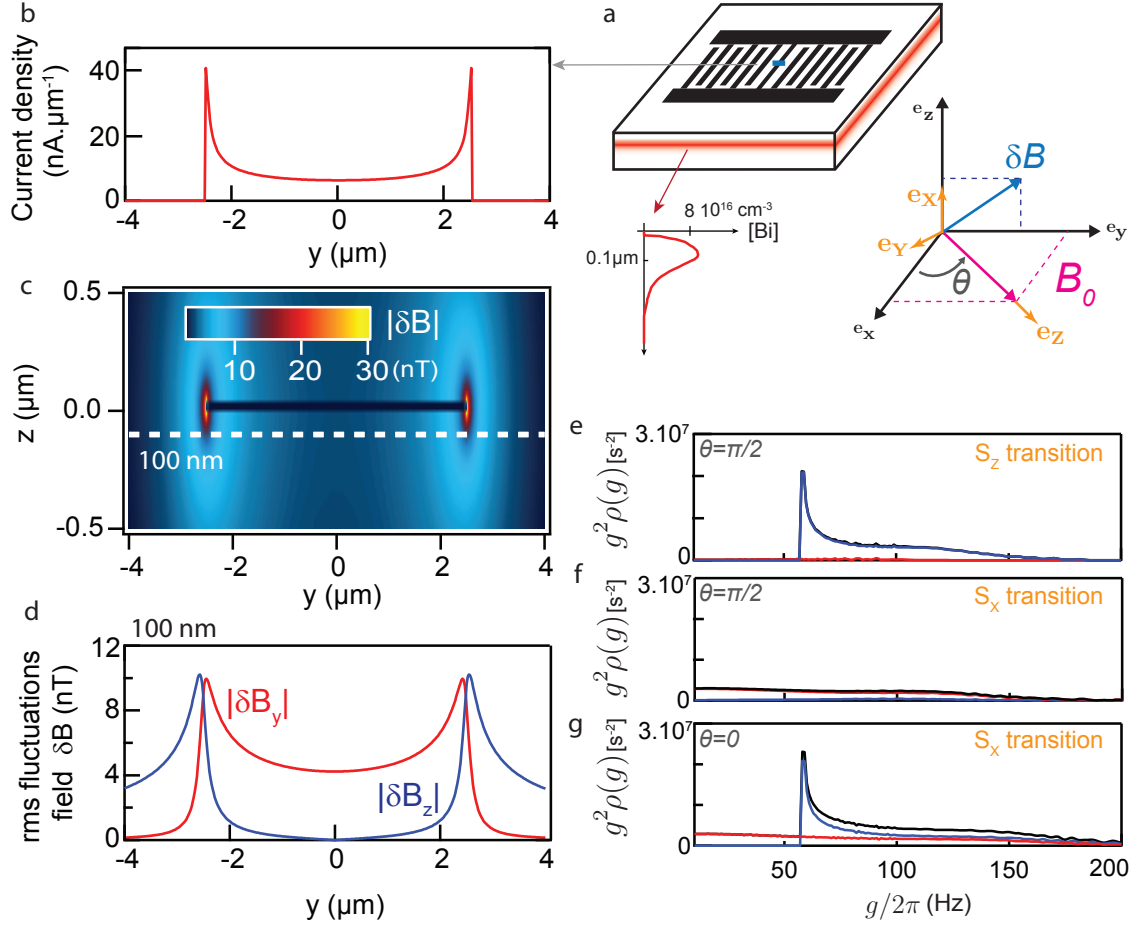 b
Current density
(nA.µm⁻¹)
40
20
0
-4
-2
0
2
4
y (µm)
a
8 10¹⁶ cm⁻³
[Bi]
0.1µm
e_z
δB
e_X
e_Y
e_y
θ
B₀
e_x
e_Z
c
0.5
0.0
-0.5
z (µm)
|δB|
10
20
30
(nT)
100 nm
-4
-2
0
2
4
y (µm)
d
100 nm
rms fluctuations
field δB (nT)
12
8
4
0
|δB_y|
|δB_z|
-4
-2
0
2
4
y (µm)
e
g²ρ(g) [s⁻²]
3.10⁷
0
θ=π/2
S_Z transition
f
g²ρ(g) [s⁻²]
3.10⁷
0
θ=π/2
S_X transition
g
g²ρ(g) [s⁻²]
3.10⁷
0
θ=0
S_X transition
50
100
150
200
g/2π (Hz)